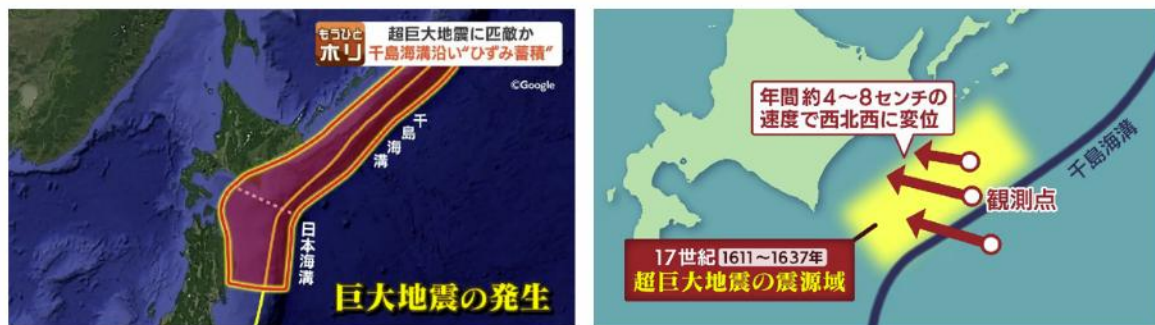 もうひと
ホリ
超巨大地震に匹敵か
千島海溝沿い“ひずみ蓄積”
©Google
千島海溝
日本海溝
巨大地震の発生
年間 約4～8センチの
速度で西北西に変位
千島海溝
観測点
17世紀 1611～1637年
超巨大地震の震源域